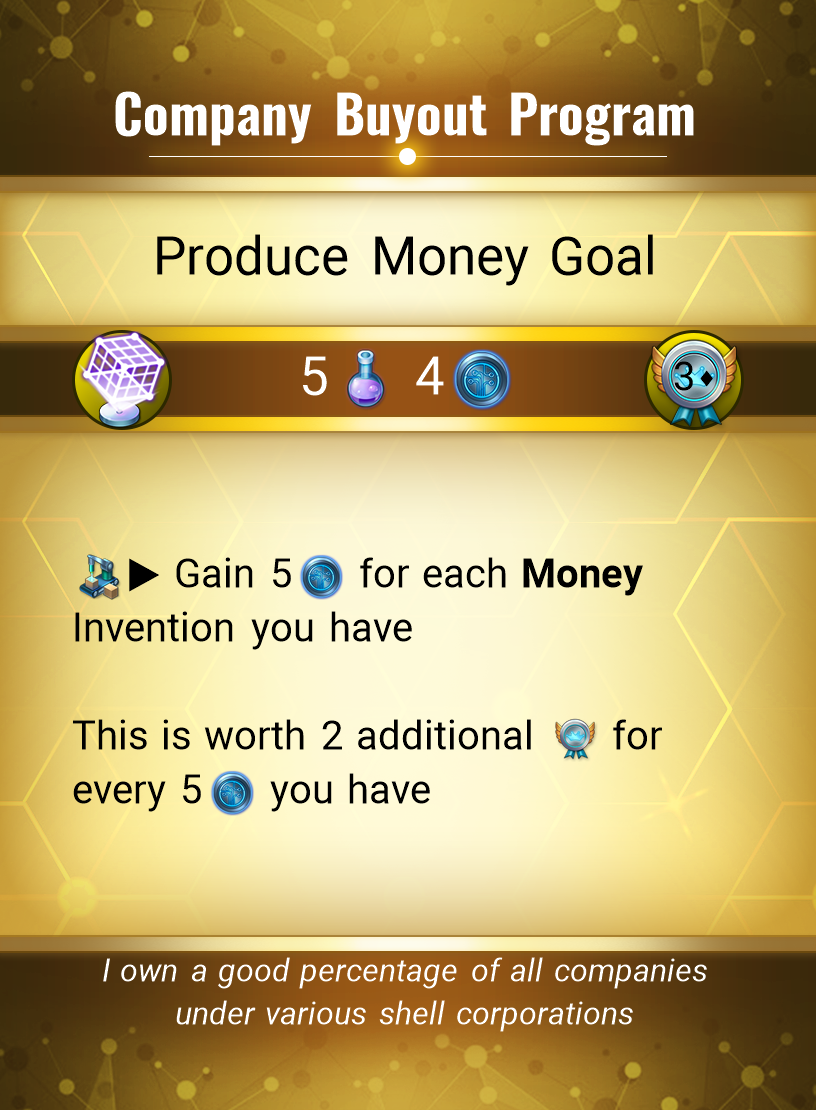 Company Buyout Program
Produce Money Goal
5 4 3♦
▶ Gain 5 for each Money
Invention you have
This is worth 2 additional for
every 5 you have
I own a good percentage of all companies
under various shell corporations